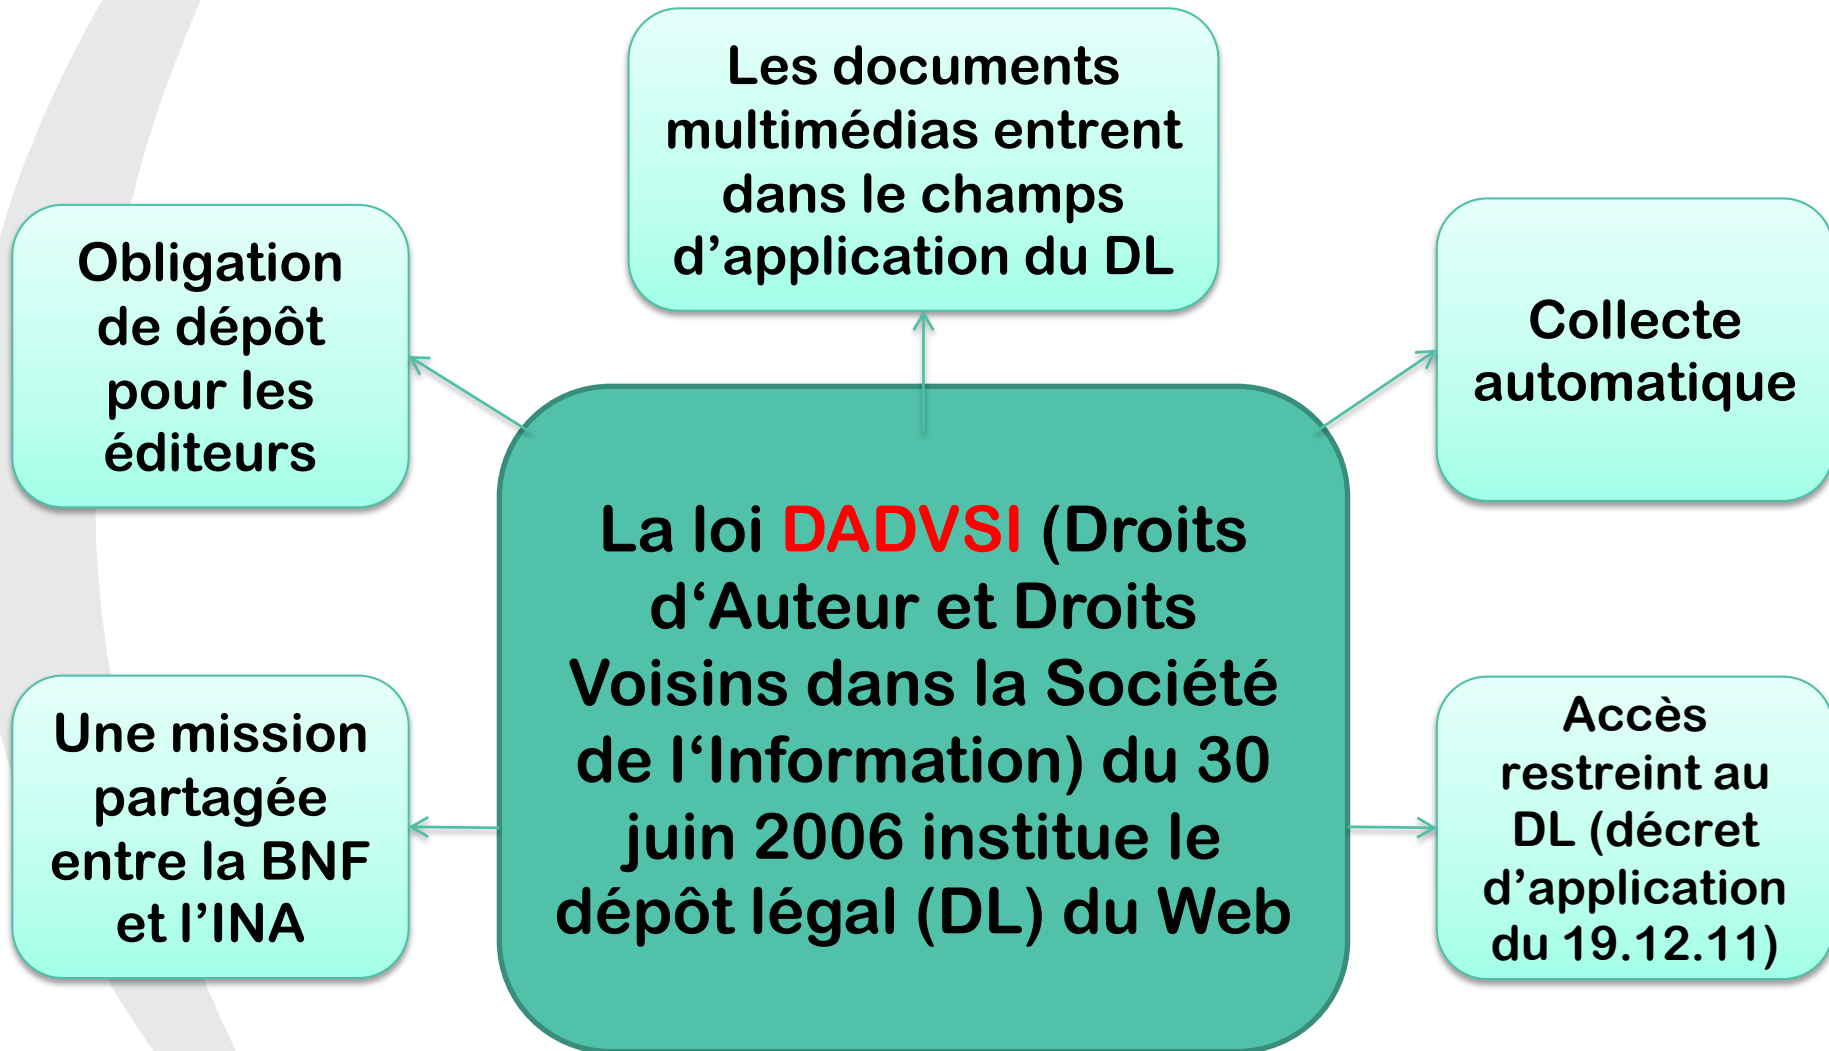 Les documents
multimédias entrent
dans le champs
d’application du DL
Obligation
de dépôt
pour les
éditeurs
Collecte
automatique
La loi DADVSI (Droits
d‘Auteur et Droits
Voisins dans la Société
de l‘Information) du 30
juin 2006 institue le
dépôt légal (DL) du Web
Une mission
partagée
entre la BNF
et l’INA
Accès
restreint au
DL (décret
d’application
du 19.12.11)